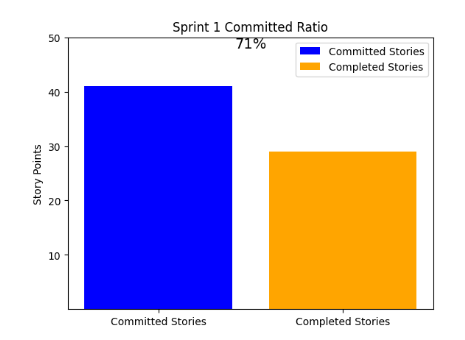 Sprint 1 Committed Ratio
71%
Committed Stories
Completed Stories
Story Points
50
40
30
20
10
Committed Stories
Completed Stories